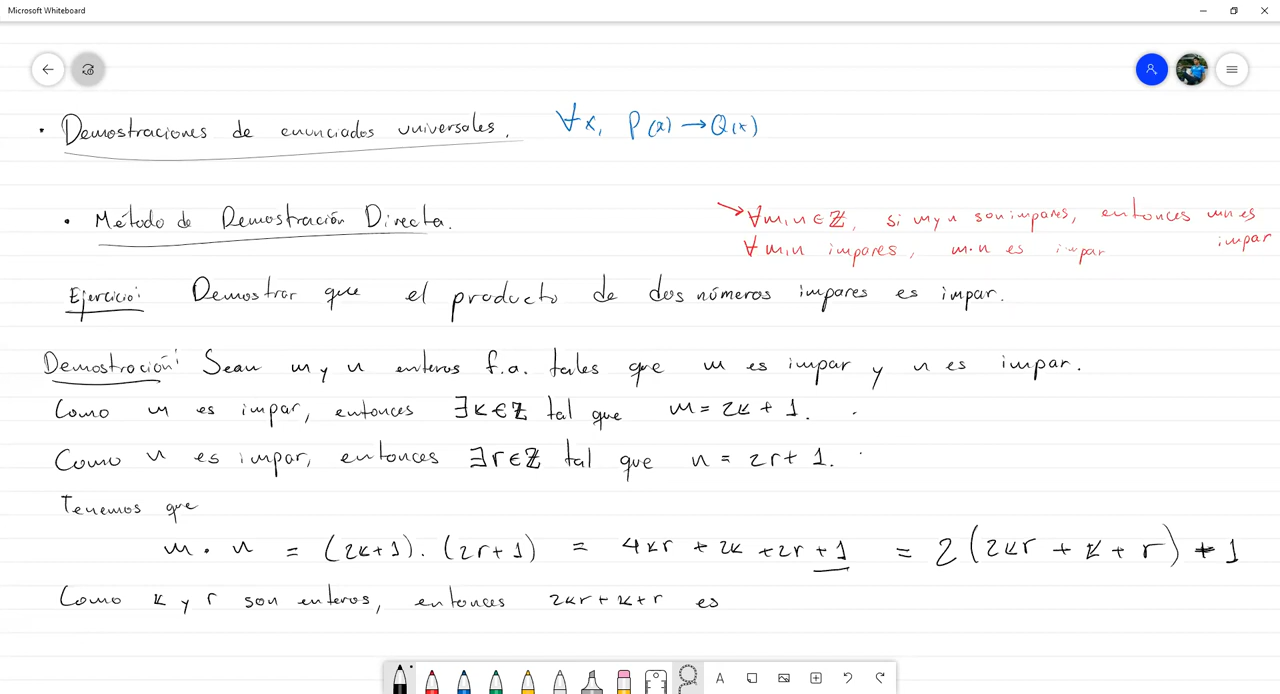 Microsoft Whiteboard
• Demostraciones de enunciados universales. ∀x, P(x) → Q(x)
• Método de Demostración Directa.
→ ∀m,n ∈ ℤ, si m y n son impares, entonces mn es impar
∀m,n impares, m·n es impar
Ejercicio: Demostrar que el producto de dos números impares es impar.
Demostración: Sean m y n enteros f.a. tales que m es impar y n es impar.
Como m es impar, entonces ∃k∈ℤ tal que m = 2k + 1.
Como n es impar, entonces ∃r∈ℤ tal que n = 2r + 1.
Tenemos que
m · n = (2k+1) · (2r+1) = 4kr + 2k + 2r + 1 = 2(2kr + k + r) + 1
Como k y r son enteros, entonces 2kr + k + r es
A